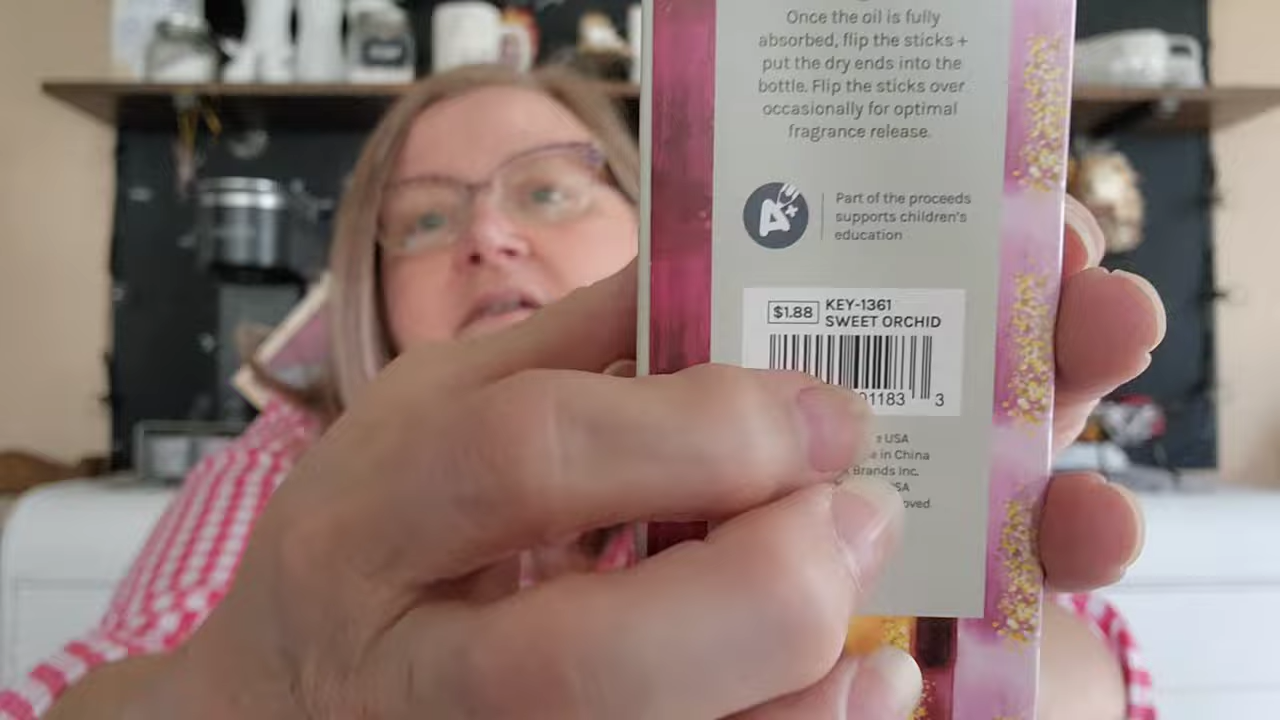 Once the oil is fully
absorbed, flip the sticks +
put the dry ends into the
bottle. Flip the sticks over
occasionally for optimal
fragrance release.
A+
Part of the proceeds
supports children's
education
$1.88
KEY-1361
SWEET ORCHID
01183 3
USA
in China
Brands Inc.